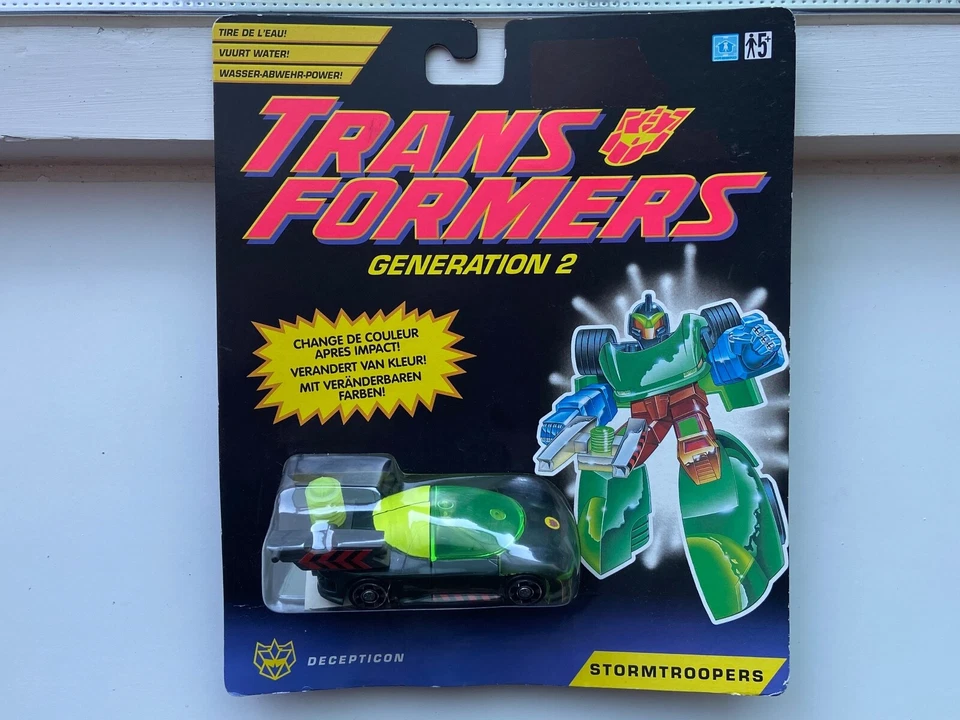 TIRE DE L'EAU!
VUURT WATER!
WASSER-ABWEHR-POWER!
5+
TRANS
FORMERS
GENERATION 2
CHANGE DE COULEUR
APRES IMPACT!
VERANDERT VAN KLEUR!
MIT VERÄNDERBAREN
FARBEN!
DECEPTICON
STORMTROOPERS